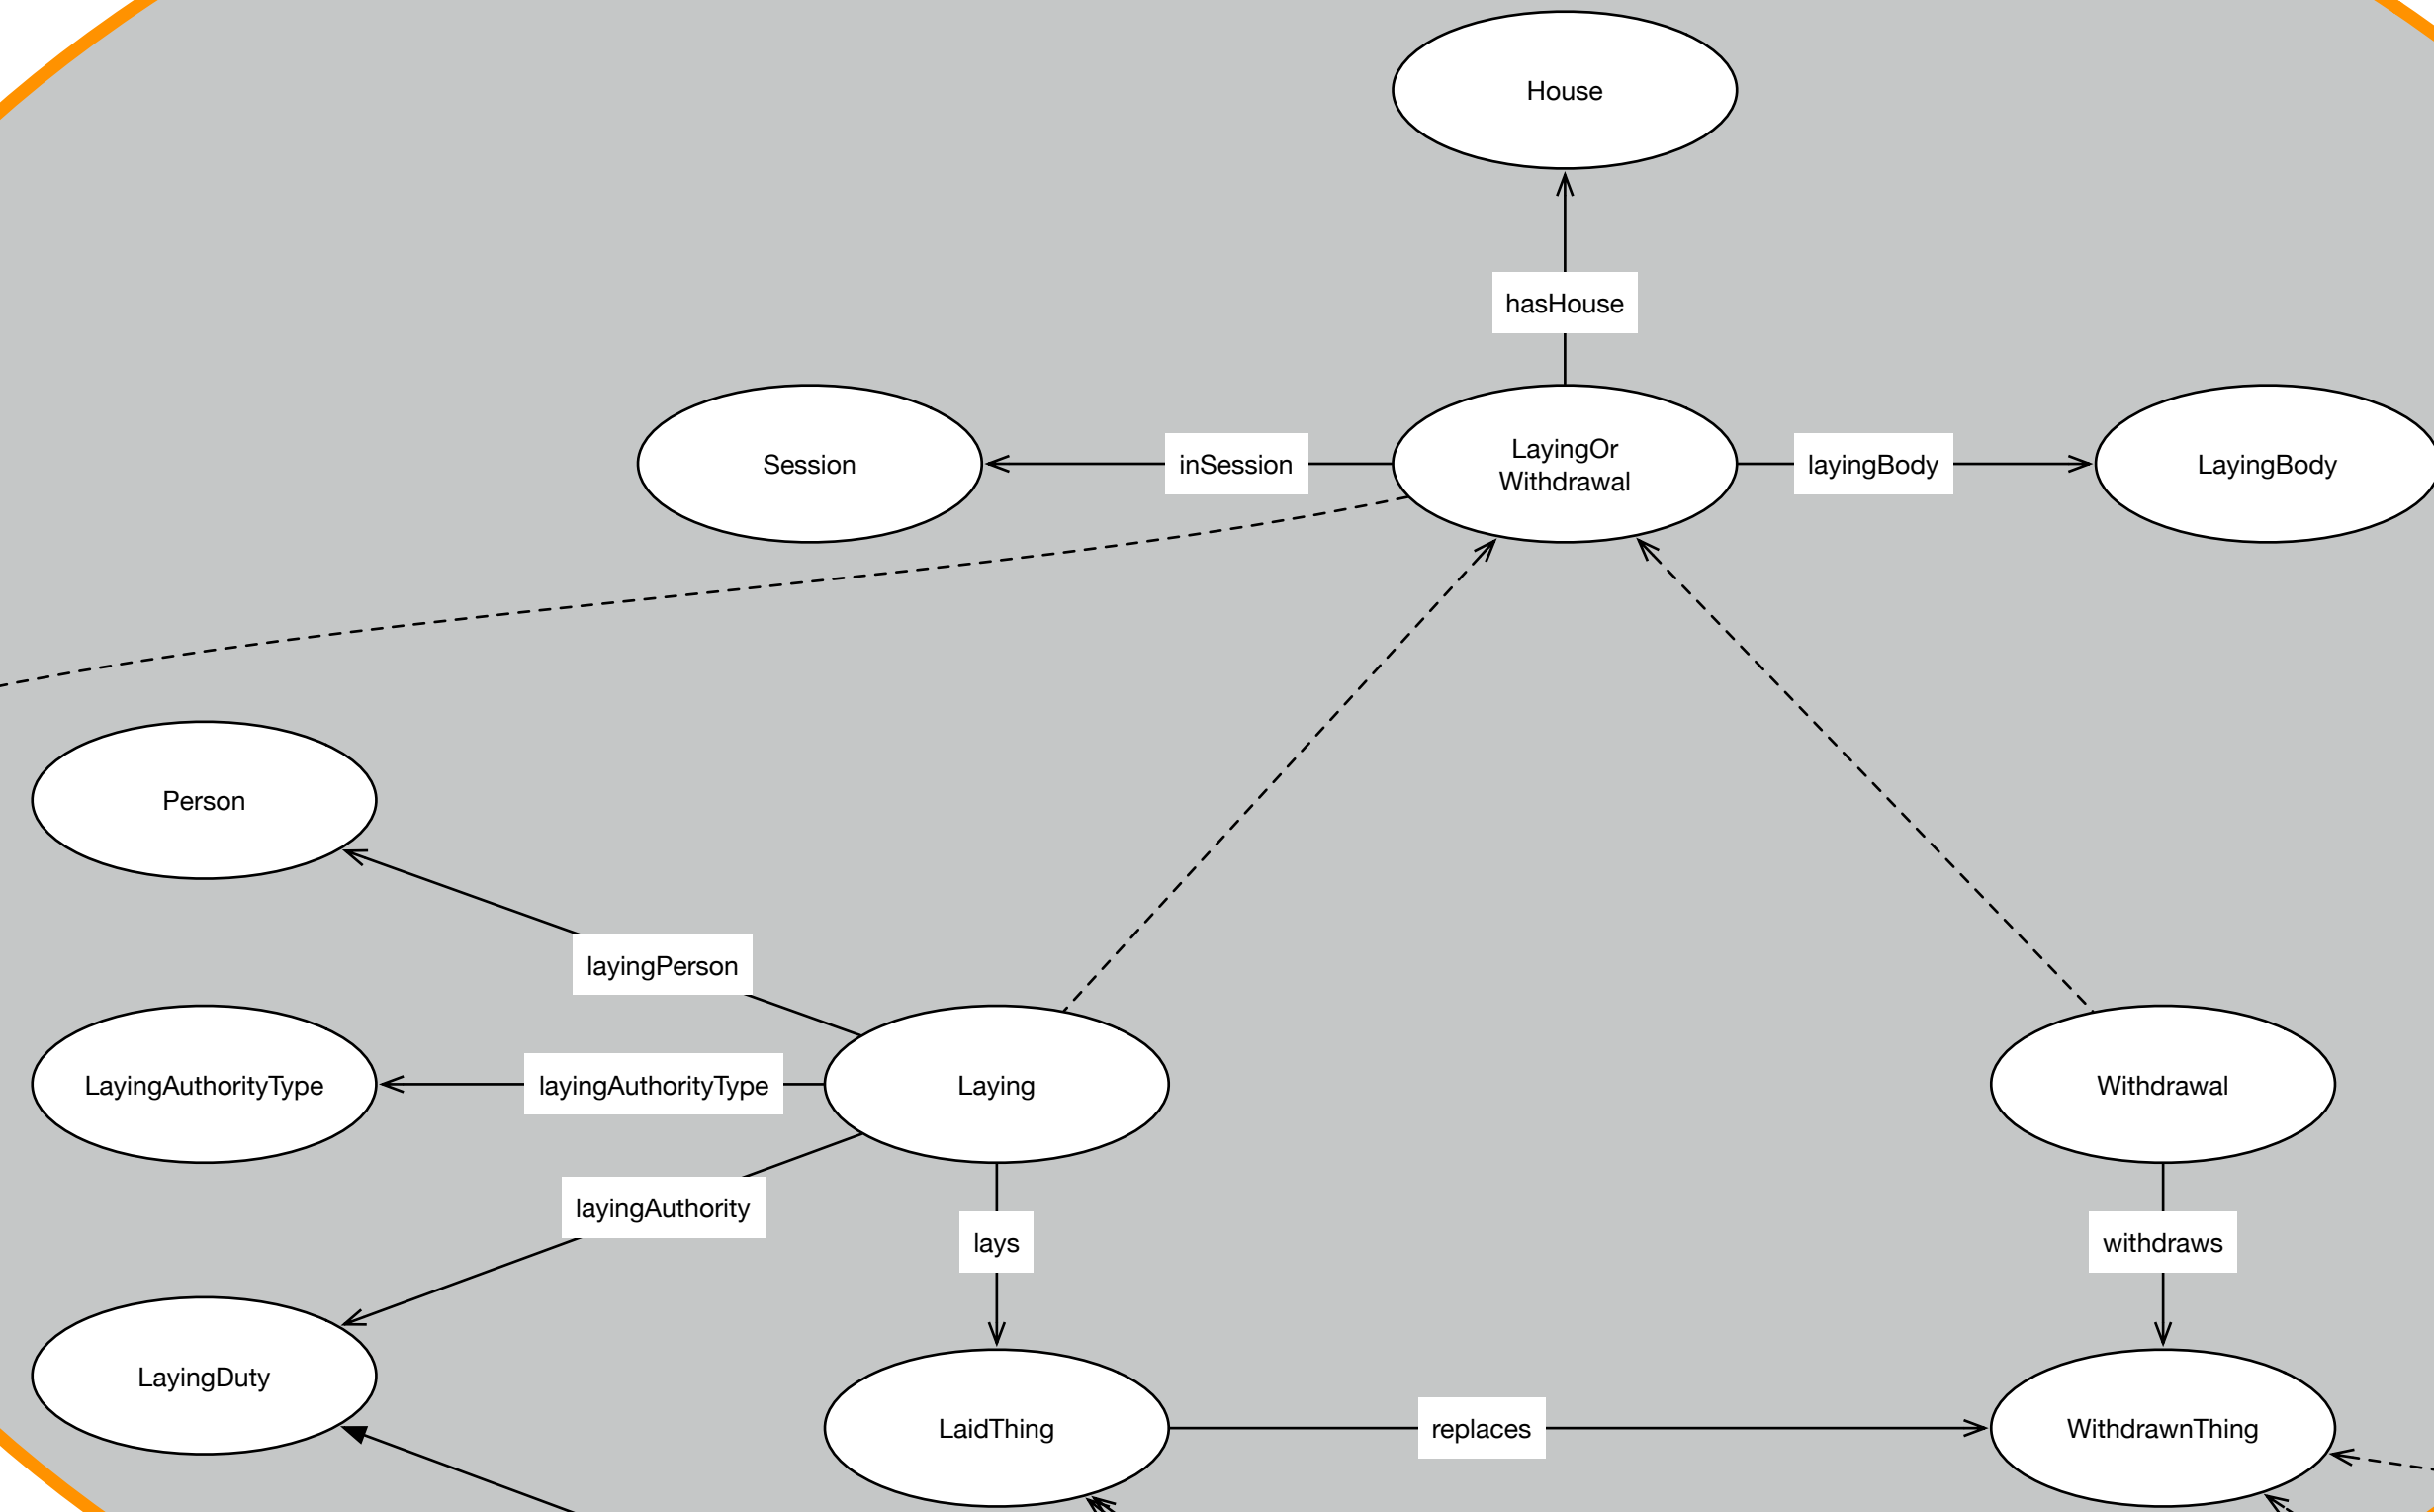 House
hasHouse
Session
inSession
LayingOr
Withdrawal
layingBody
LayingBody
Person
layingPerson
LayingAuthorityType
layingAuthorityType
Laying
Withdrawal
layingAuthority
lays
withdraws
LayingDuty
LaidThing
replaces
WithdrawnThing